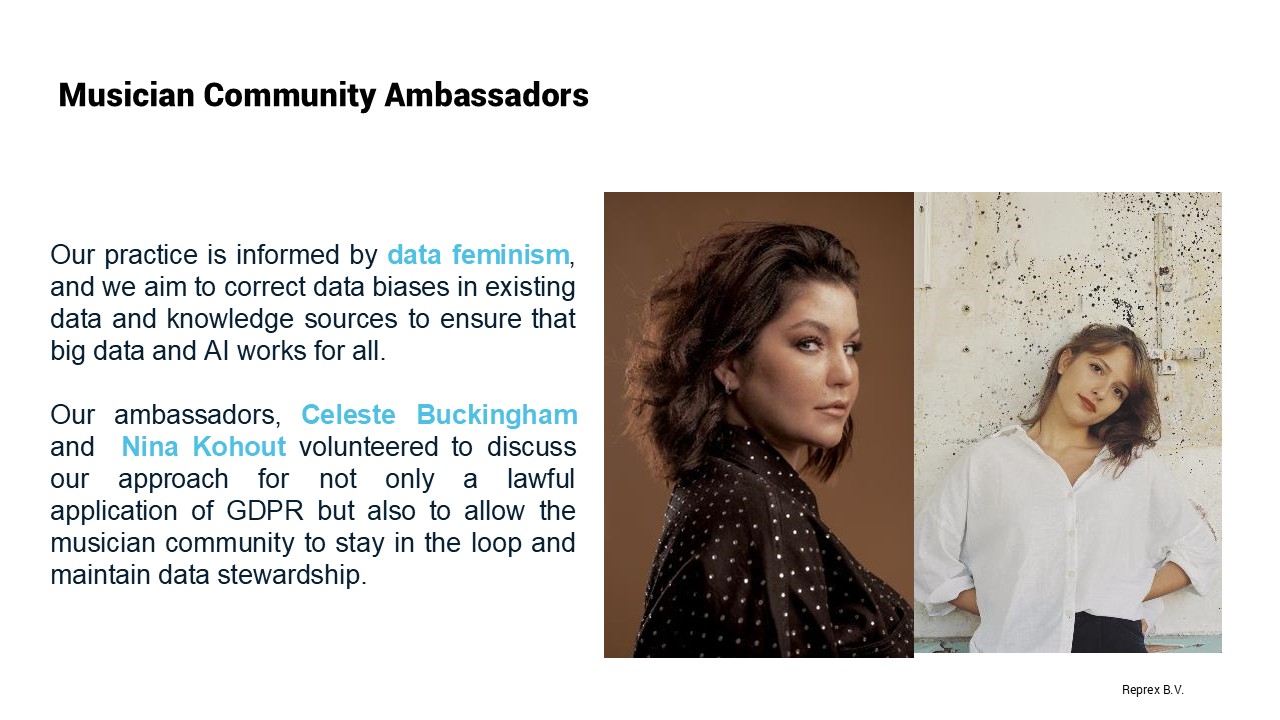 Musician Community Ambassadors
Our practice is informed by data feminism,
and we aim to correct data biases in existing
data and knowledge sources to ensure that
big data and AI works for all.
Our ambassadors, Celeste Buckingham
and Nina Kohout volunteered to discuss
our approach for not only a lawful
application of GDPR but also to allow the
musician community to stay in the loop and
maintain data stewardship.
Reprex B.V.